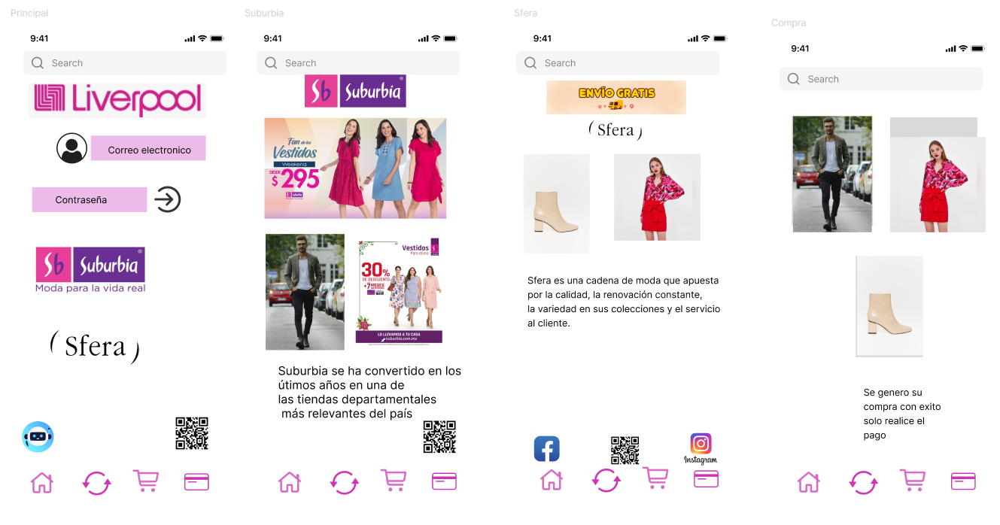 Principal
9:41
Search
Liverpool
Correo electronico
Contraseña
Sb Suburbia®
Moda para la vida real
( Sfera )
Suburbia
9:41
Search
Sb Suburbia®
Fan de los
Vestidos
Weekend
DESDE
$295
Vestidos
Para dama
30%
DE DESCUENTO
+7 MESES
LO LLEVAMOS A TU CASA
suburbia.com.mx
Suburbia se ha convertido en los
útimos años en una de
las tiendas departamentales
más relevantes del país
Sfera
9:41
Search
ENVÍO GRATIS
( Sfera )
Sfera es una cadena de moda que apuesta
por la calidad, la renovación constante,
la variedad en sus colecciones y el servicio
al cliente.
Instagram
Compra
9:41
Search
Se genero su
compra con exito
solo realice el
pago